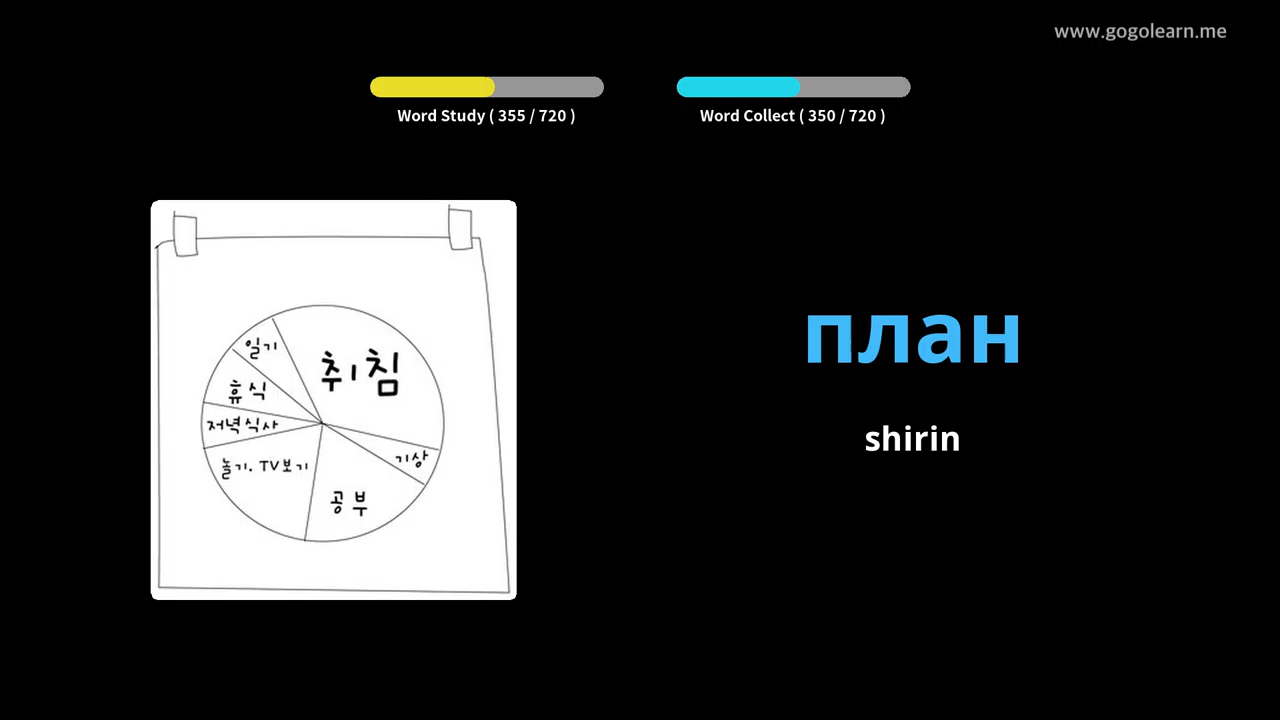 www.gogolearn.me
Word Study ( 355 / 720 )
Word Collect ( 350 / 720 )
일기
취침
휴식
저녁식사
놀기. TV보기
기상
공부
план
shirin